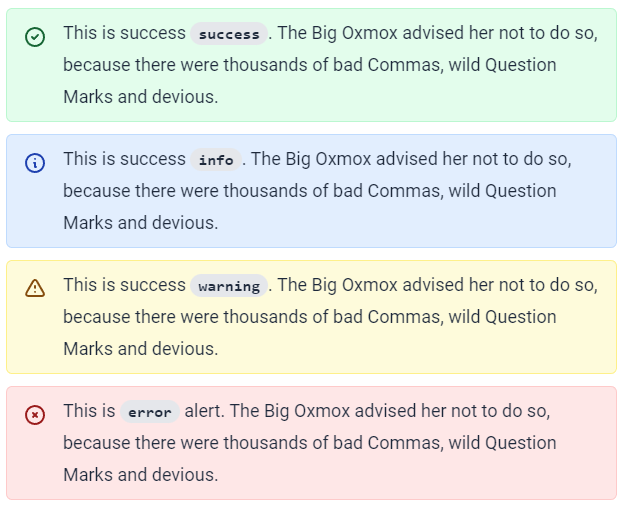 This is success success. The Big Oxmox advised her not to do so,
because there were thousands of bad Commas, wild Question
Marks and devious.
This is success info. The Big Oxmox advised her not to do so,
because there were thousands of bad Commas, wild Question
Marks and devious.
This is success warning. The Big Oxmox advised her not to do so,
because there were thousands of bad Commas, wild Question
Marks and devious.
This is error alert. The Big Oxmox advised her not to do so,
because there were thousands of bad Commas, wild Question
Marks and devious.